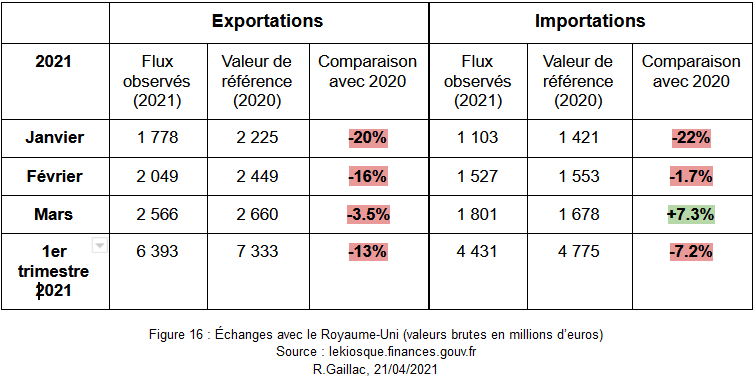 Exportations Importations
2021 Flux observés (2021) Valeur de référence (2020) Comparaison avec 2020 Flux observés (2021) Valeur de référence (2020) Comparaison avec 2020
Janvier 1 778 2 225 -20% 1 103 1 421 -22%
Février 2 049 2 449 -16% 1 527 1 553 -1.7%
Mars 2 566 2 660 -3.5% 1 801 1 678 +7.3%
1er trimestre 2021 6 393 7 333 -13% 4 431 4 775 -7.2%
Figure 16 : Échanges avec le Royaume-Uni (valeurs brutes en millions d'euros)
Source : lekiosque.finances.gouv.fr
R.Gaillac, 21/04/2021